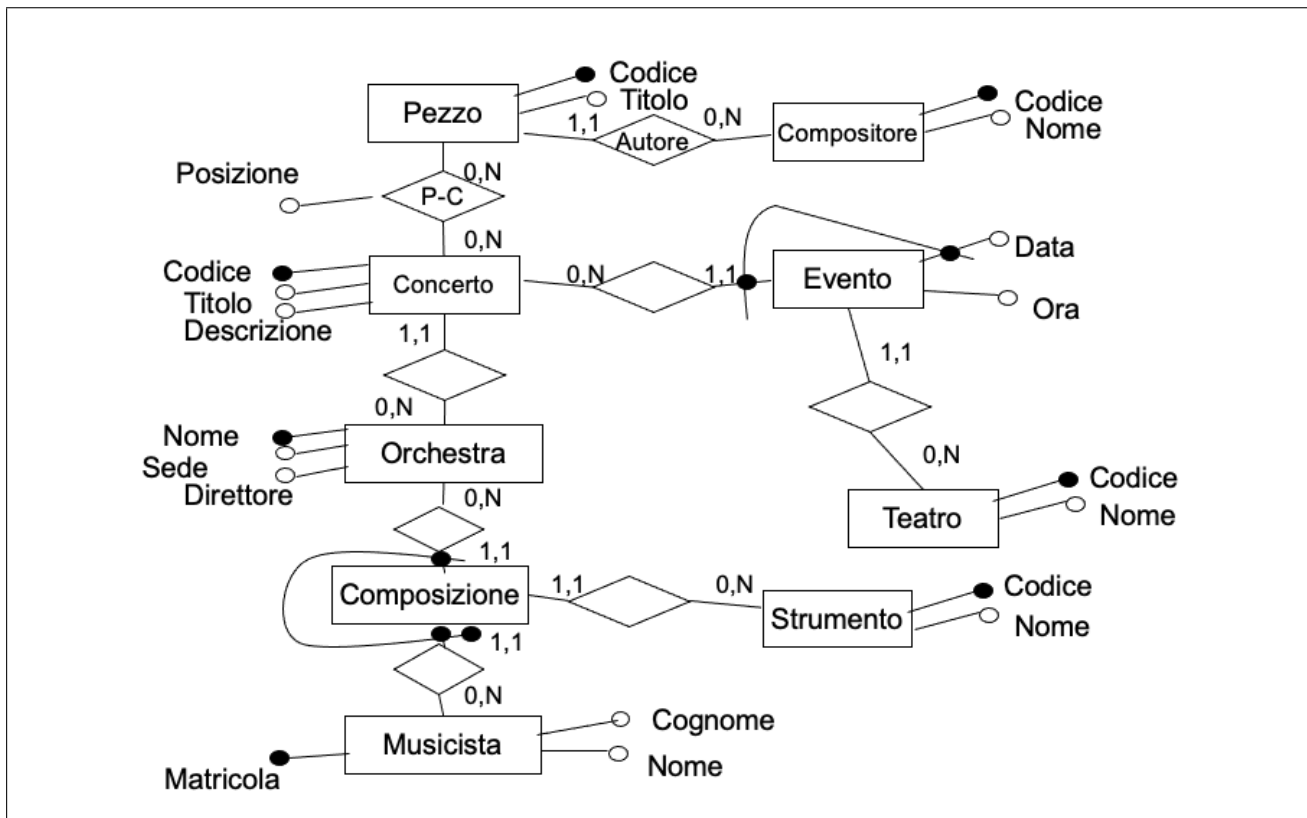 Codice
Titolo
Pezzo
1,1
Autore
0,N
Compositore
Codice
Nome
Posizione
0,N
P-C
0,N
Codice
Titolo
Descrizione
Concerto
0,N
1,1
Evento
Data
Ora
1,1
1,1
0,N
0,N
Nome
Sede
Direttore
Orchestra
0,N
Teatro
Codice
Nome
1,1
Composizione
1,1
0,N
Strumento
Codice
Nome
1,1
0,N
Matricola
Musicista
Cognome
Nome